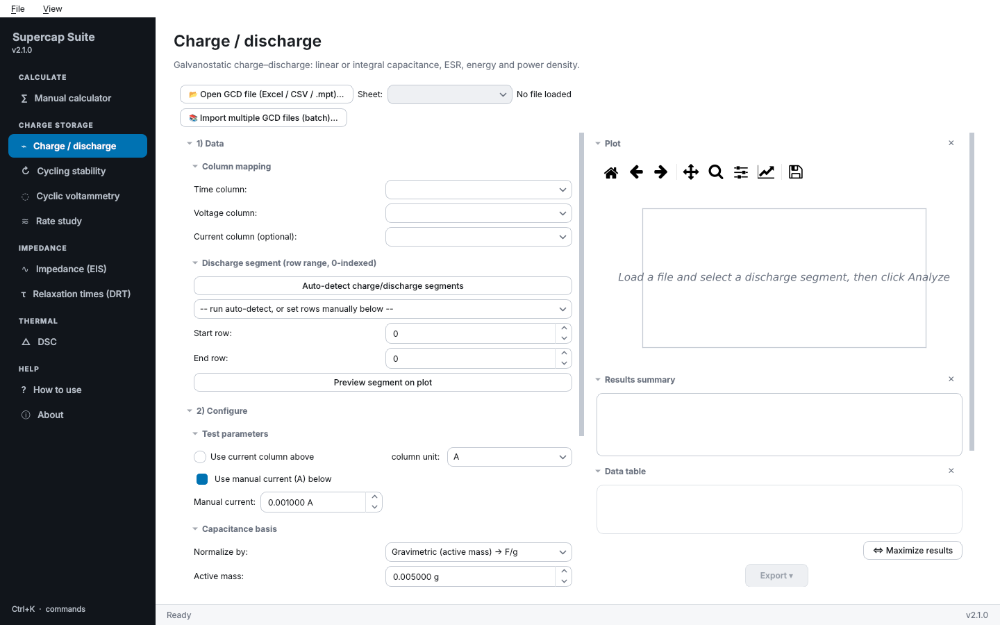 File View
Supercap Suite
v2.1.0
CALCULATE
∑ Manual calculator
CHARGE STORAGE
Charge / discharge
Cycling stability
Cyclic voltammetry
≋ Rate study
IMPEDANCE
∿ Impedance (EIS)
τ Relaxation times (DRT)
THERMAL
△ DSC
HELP
? How to use
ⓘ About
Ctrl+K · commands
Charge / discharge
Galvanostatic charge–discharge: linear or integral capacitance, ESR, energy and power density.
Open GCD file (Excel / CSV / .mpt)... Sheet: No file loaded
Import multiple GCD files (batch)...
1) Data
Column mapping
Time column:
Voltage column:
Current column (optional):
Discharge segment (row range, 0-indexed)
Auto-detect charge/discharge segments
-- run auto-detect, or set rows manually below --
Start row: 0
End row: 0
Preview segment on plot
2) Configure
Test parameters
Use current column above column unit: A
Use manual current (A) below
Manual current: 0.001000 A
Capacitance basis
Normalize by: Gravimetric (active mass) → F/g
Active mass: 0.005000 g
Plot ×
Load a file and select a discharge segment, then click Analyze
Results summary ×
Data table ×
⇔ Maximize results
Export ▾
Ready v2.1.0